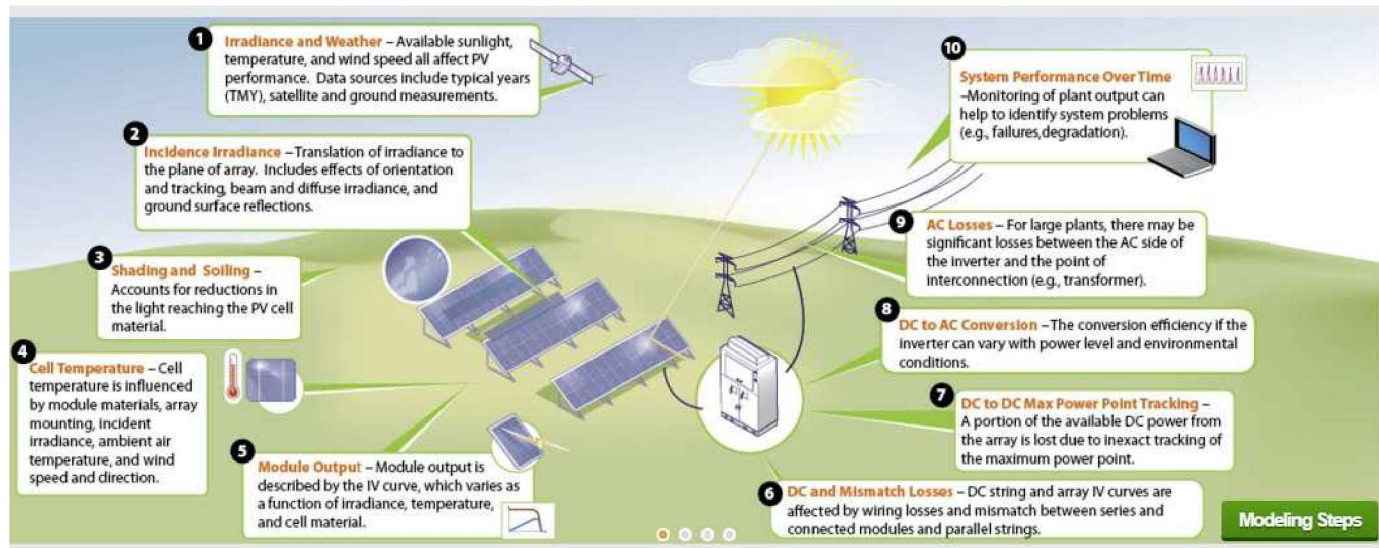 1
Irradiance and Weather – Available sunlight,
temperature, and wind speed all affect PV
performance. Data sources include typical years
(TMY), satellite and ground measurements.
2
Incidence Irradiance – Translation of irradiance to
the plane of array. Includes effects of orientation
and tracking, beam and diffuse irradiance, and
ground surface reflections.
3
Shading and Soiling –
Accounts for reductions in
the light reaching the PV cell
material.
4
Cell Temperature – Cell
temperature is influenced
by module materials, array
mounting, incident
irradiance, ambient air
temperature, and wind
speed and direction.
5
Module Output – Module output is
described by the IV curve, which varies as
a function of irradiance, temperature,
and cell material.
6
DC and Mismatch Losses – DC string and array IV curves are
affected by wiring losses and mismatch between series and
connected modules and parallel strings.
7
DC to DC Max Power Point Tracking –
A portion of the available DC power from
the array is lost due to inexact tracking of
the maximum power point.
8
DC to AC Conversion – The conversion efficiency if the
inverter can vary with power level and environmental
conditions.
9
AC Losses – For large plants, there may be
significant losses between the AC side of
the inverter and the point of
interconnection (e.g., transformer).
10
System Performance Over Time
–Monitoring of plant output can
help to identify system problems
(e.g., failures, degradation).
Modeling Steps